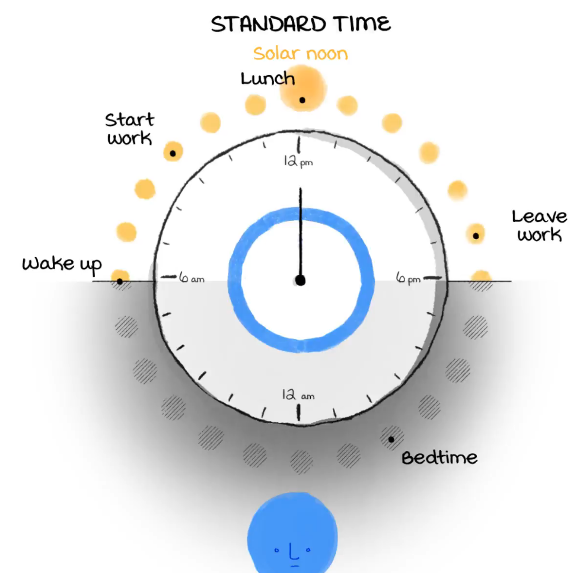 STANDARD TIME
Solar noon
Lunch
Start
work
12 pm
Leave
work
Wake up
6 am
6 pm
12 am
Bedtime